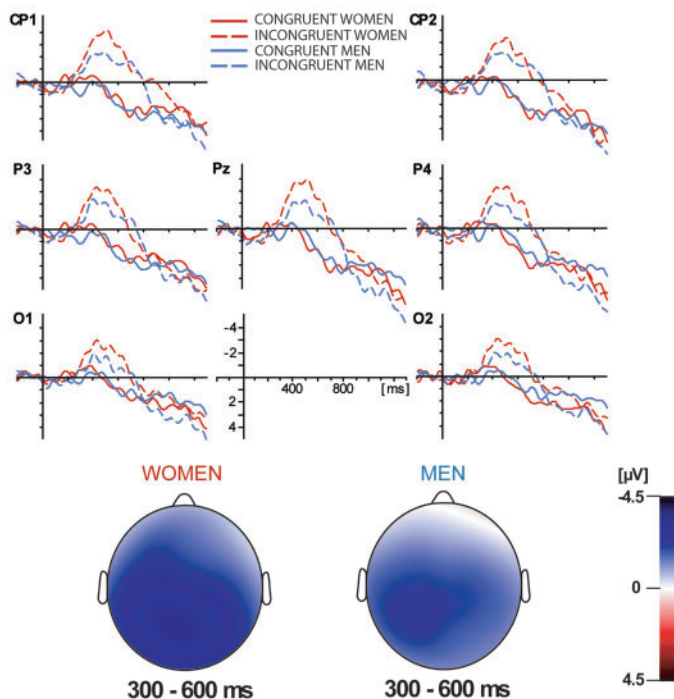 CP1
CONGRUENT WOMEN
INCONGRUENT WOMEN
CONGRUENT MEN
INCONGRUENT MEN
CP2
P3
Pz
P4
O1
-4
-2
400 800 [ms]
2
4
O2
WOMEN
MEN
[µV]
-4.5
0
4.5
300 - 600 ms
300 - 600 ms